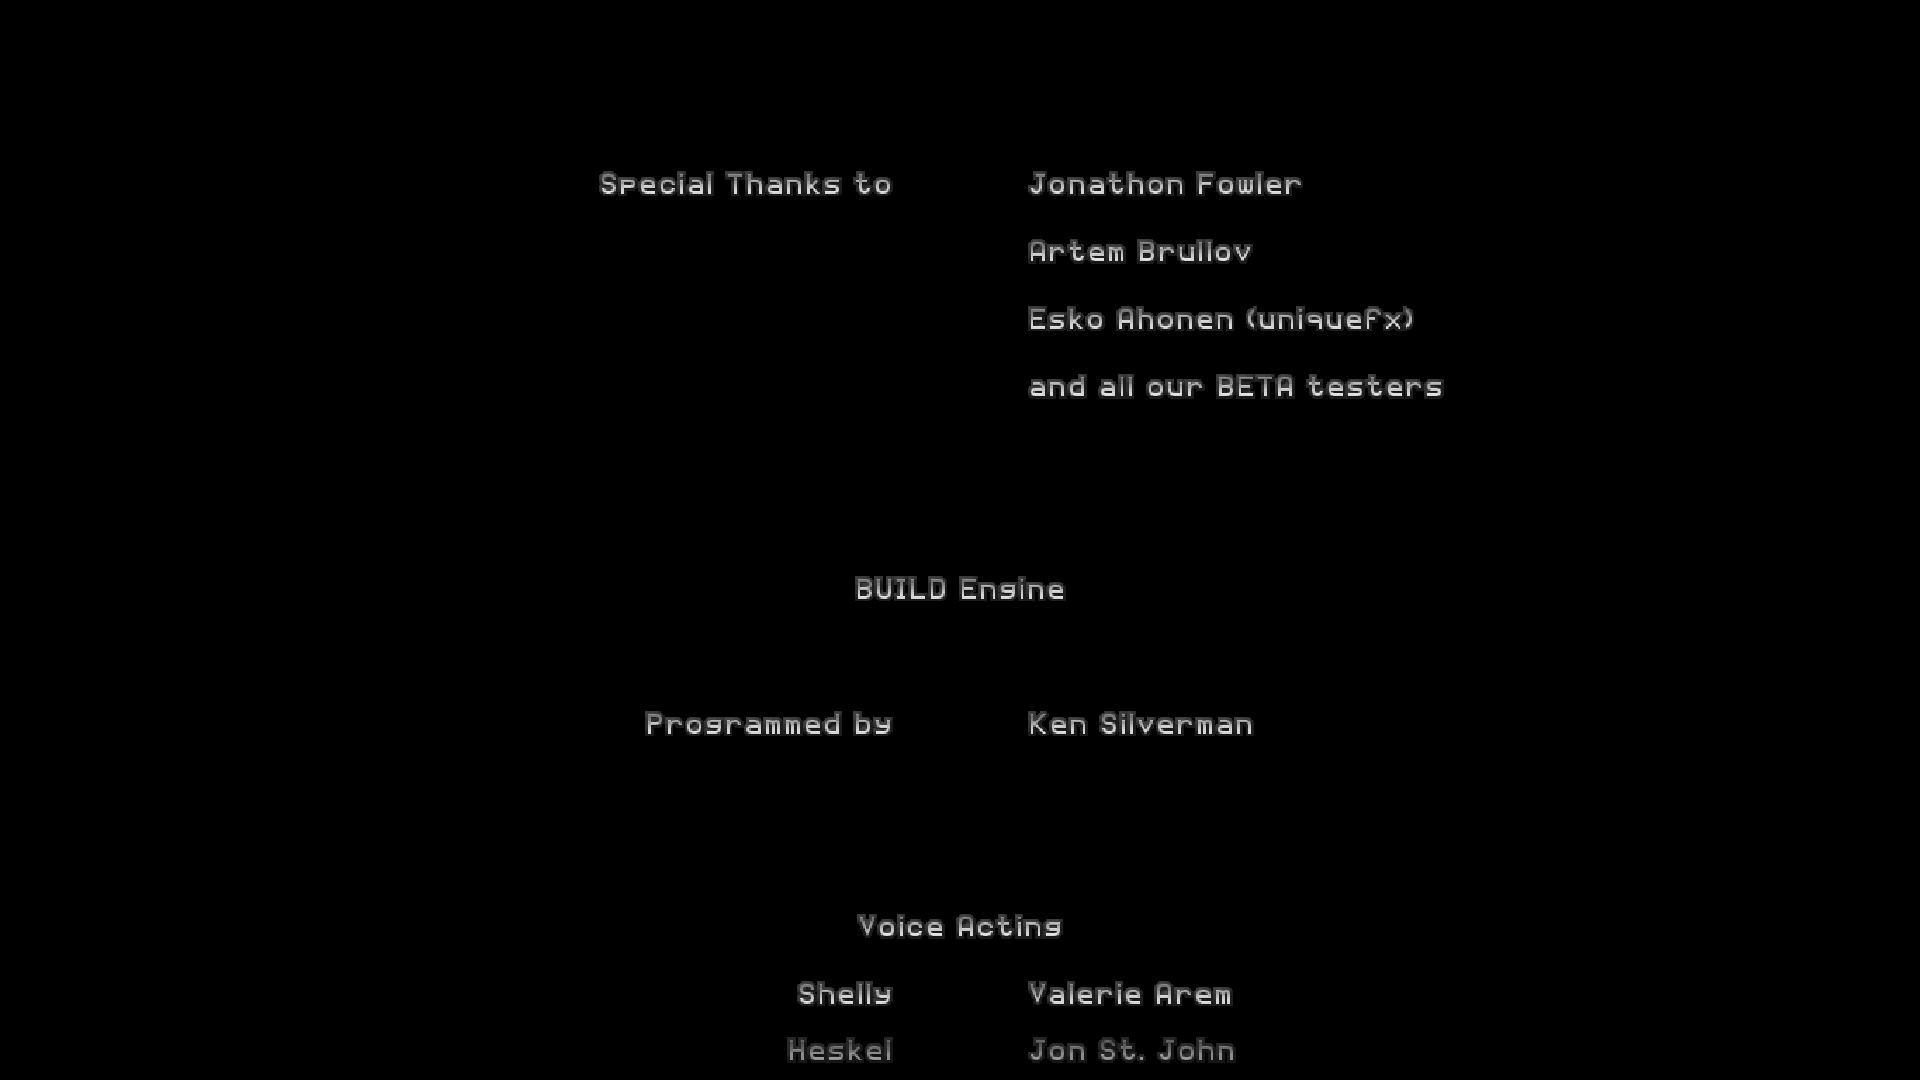 Special Thanks to Jonathon Fowler
Artem Brullov
Esko Ahonen (uniquefx)
and all our BETA testers
BUILD Engine
Programmed by Ken Silverman
Voice Acting
Shelly Valerie Arem
Heskel Jon St. John